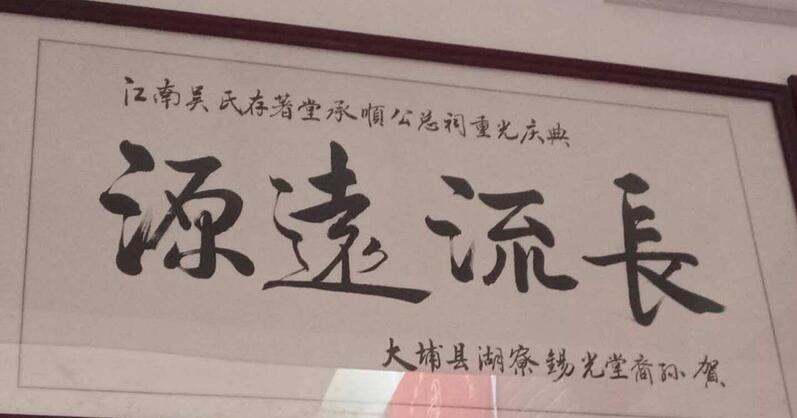 江南吴氏存著堂承順公总祠重光庆典
源遠流長
大埔县湖寮錫光堂裔孙賀